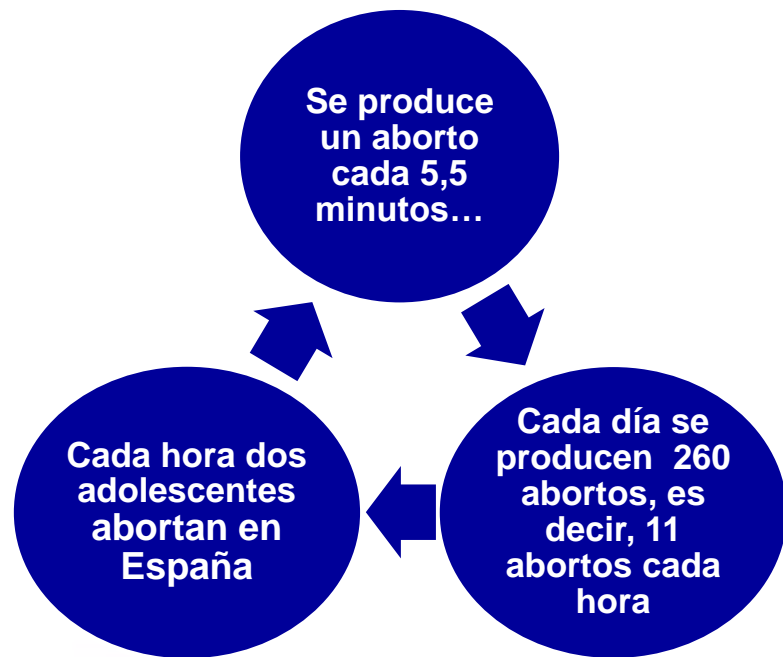 Se produce
un aborto
cada 5,5
minutos…
Cada día se
producen 260
abortos, es
decir, 11
abortos cada
hora
Cada hora dos
adolescentes
abortan en
España